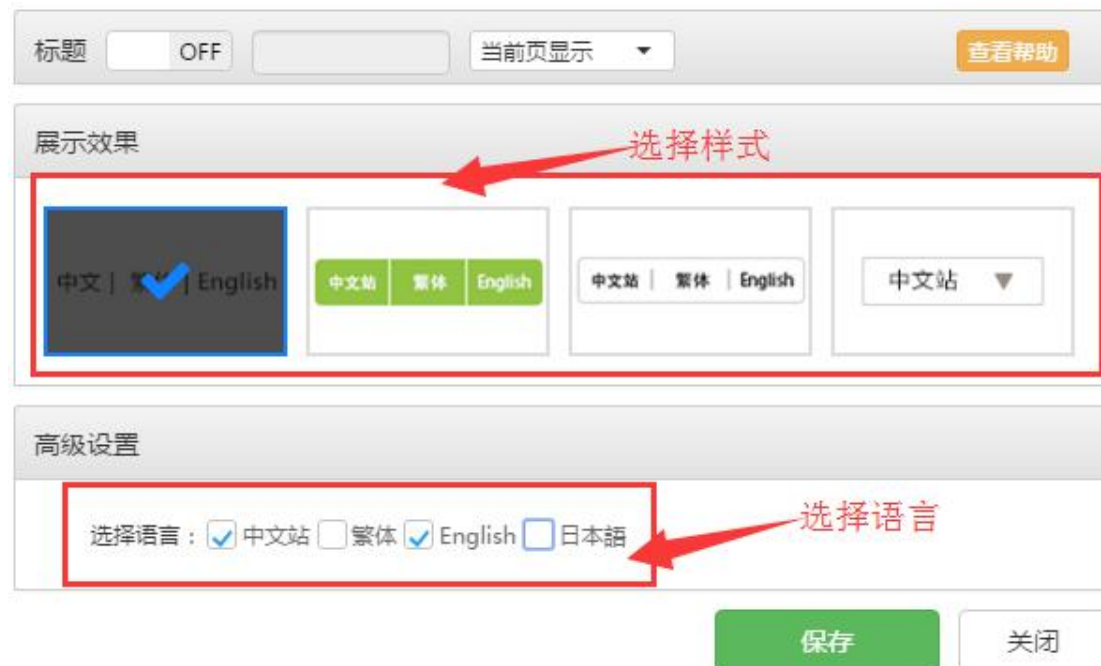 标题 OFF 当前页显示 查看帮助
展示效果
选择样式
中文 | 繁体 | English
中文站 繁体 English
中文站 | 繁体 | English
中文站
高级设置
选择语言
选择语言：中文站 繁体 English 日本語
保存 关闭